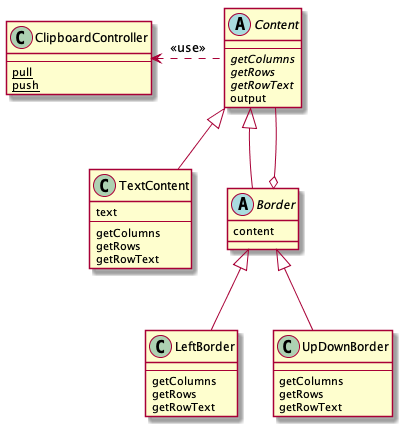 C ClipboardController
pull
push
«use»
A Content
getColumns
getRows
getRowText
output
C TextContent
text
getColumns
getRows
getRowText
A Border
content
C LeftBorder
getColumns
getRows
getRowText
C UpDownBorder
getColumns
getRows
getRowText